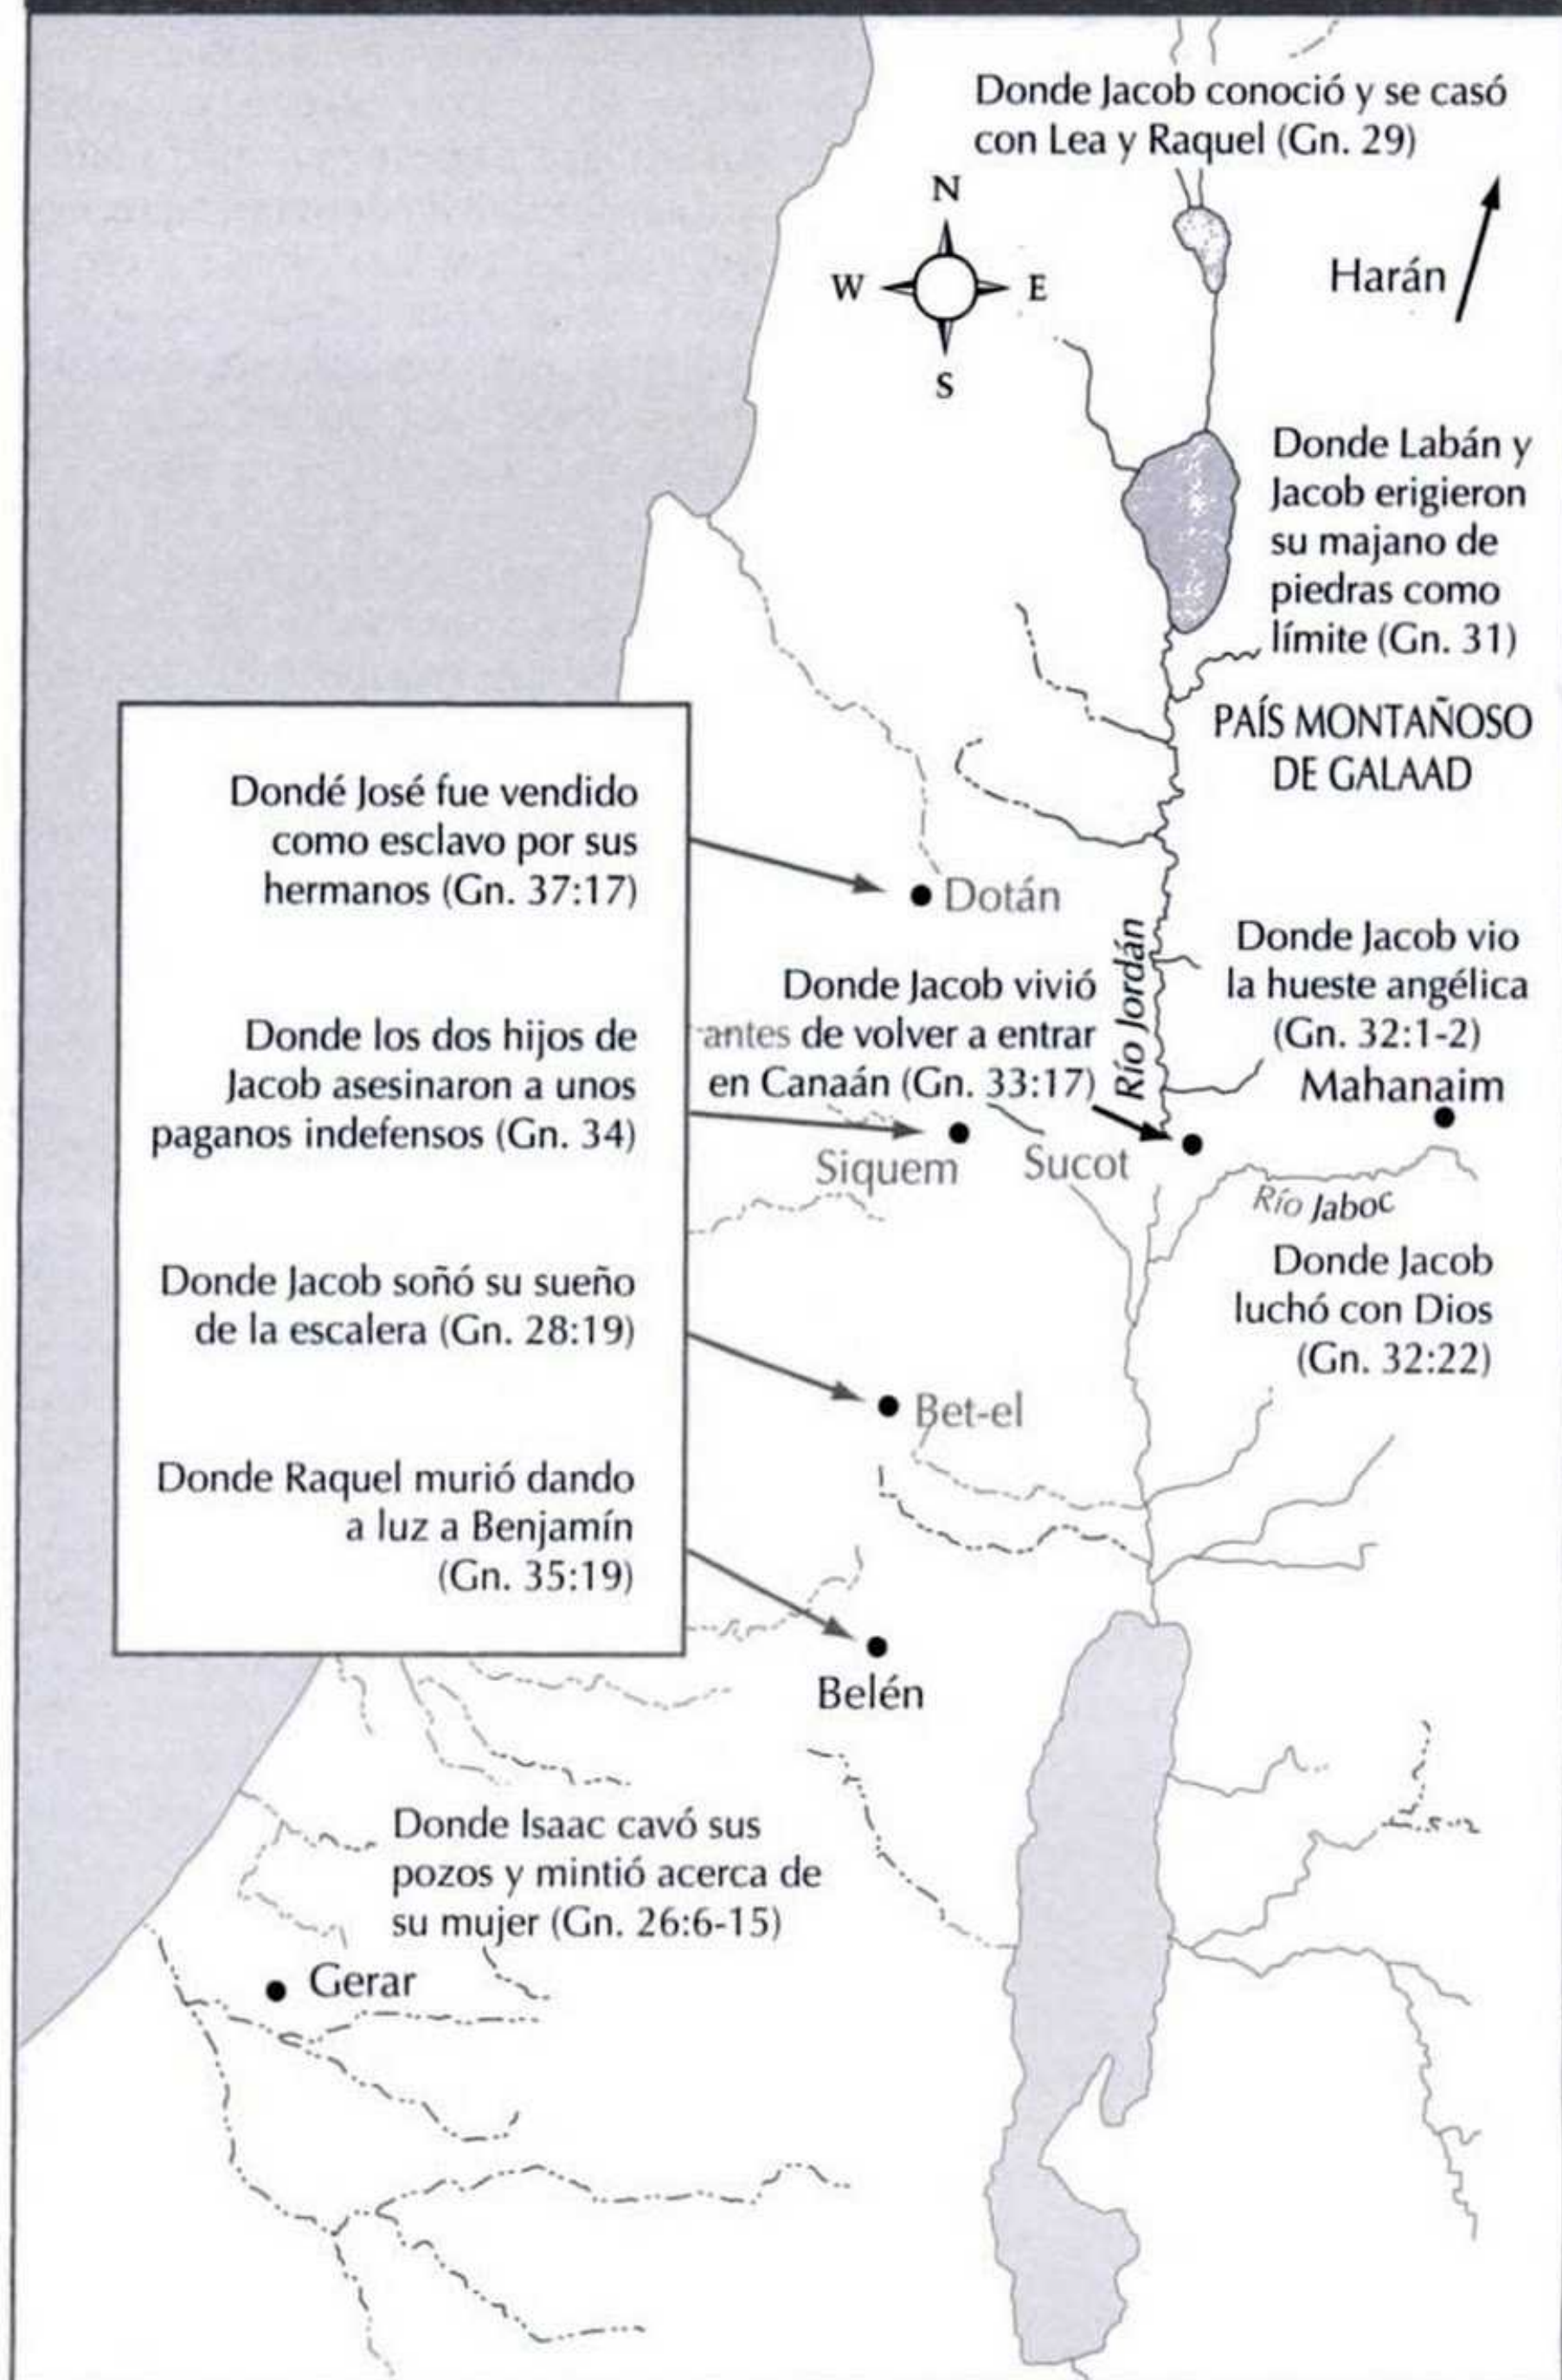 Donde Jacob conoció y se casó
con Lea y Raquel (Gn. 29)
N
W
E
S
Harán
Donde Labán y
Jacob erigieron
su majano de
piedras como
límite (Gn. 31)
PAÍS MONTAÑOSO
DE GALAAD
Dondé José fue vendido
como esclavo por sus
hermanos (Gn. 37:17)
Dotán
Río Jordán
Donde Jacob vio
la hueste angélica
(Gn. 32:1-2)
Mahanaim
Donde Jacob vivió
antes de volver a entrar
en Canaán (Gn. 33:17)
Donde los dos hijos de
Jacob asesinaron a unos
paganos indefensos (Gn. 34)
Siquem
Sucot
Río Jaboc
Donde Jacob
luchó con Dios
(Gn. 32:22)
Donde Jacob soñó su sueño
de la escalera (Gn. 28:19)
Bet-el
Donde Raquel murió dando
a luz a Benjamín
(Gn. 35:19)
Belén
Donde Isaac cavó sus
pozos y mintió acerca de
su mujer (Gn. 26:6-15)
Gerar